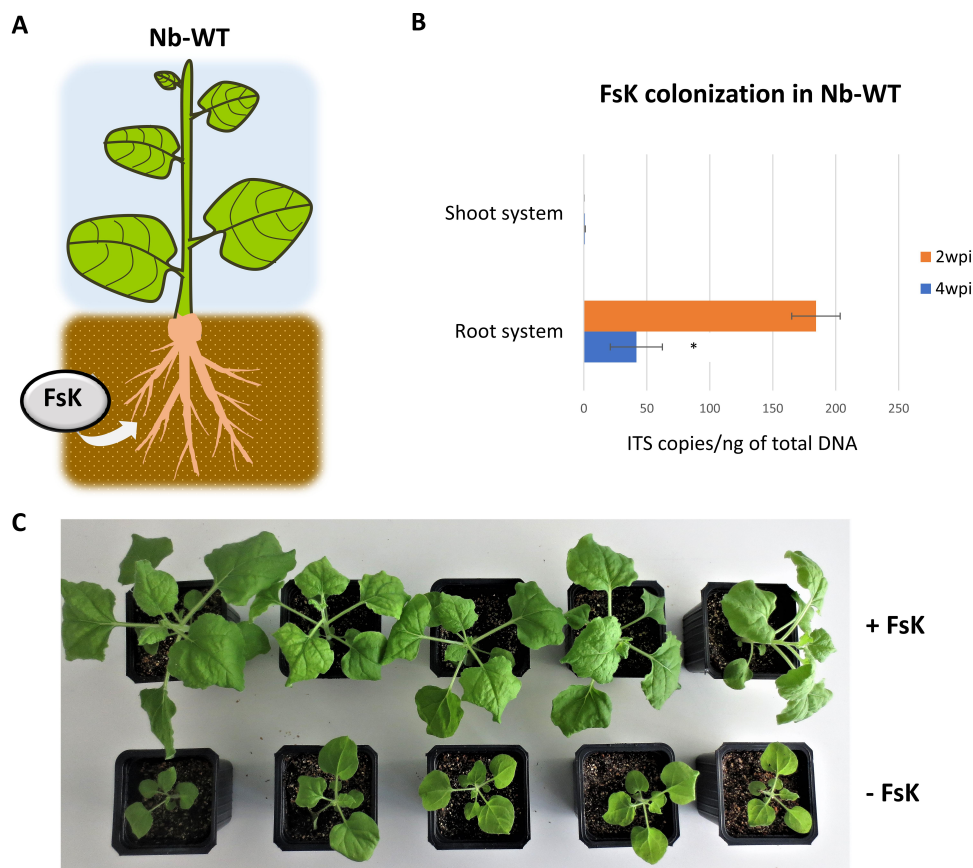 A
Nb-WT
FsK
B
FsK colonization in Nb-WT
Shoot system
Root system
*
0 50 100 150 200 250
ITS copies/ng of total DNA
2wpi
4wpi
C
+ FsK
- FsK